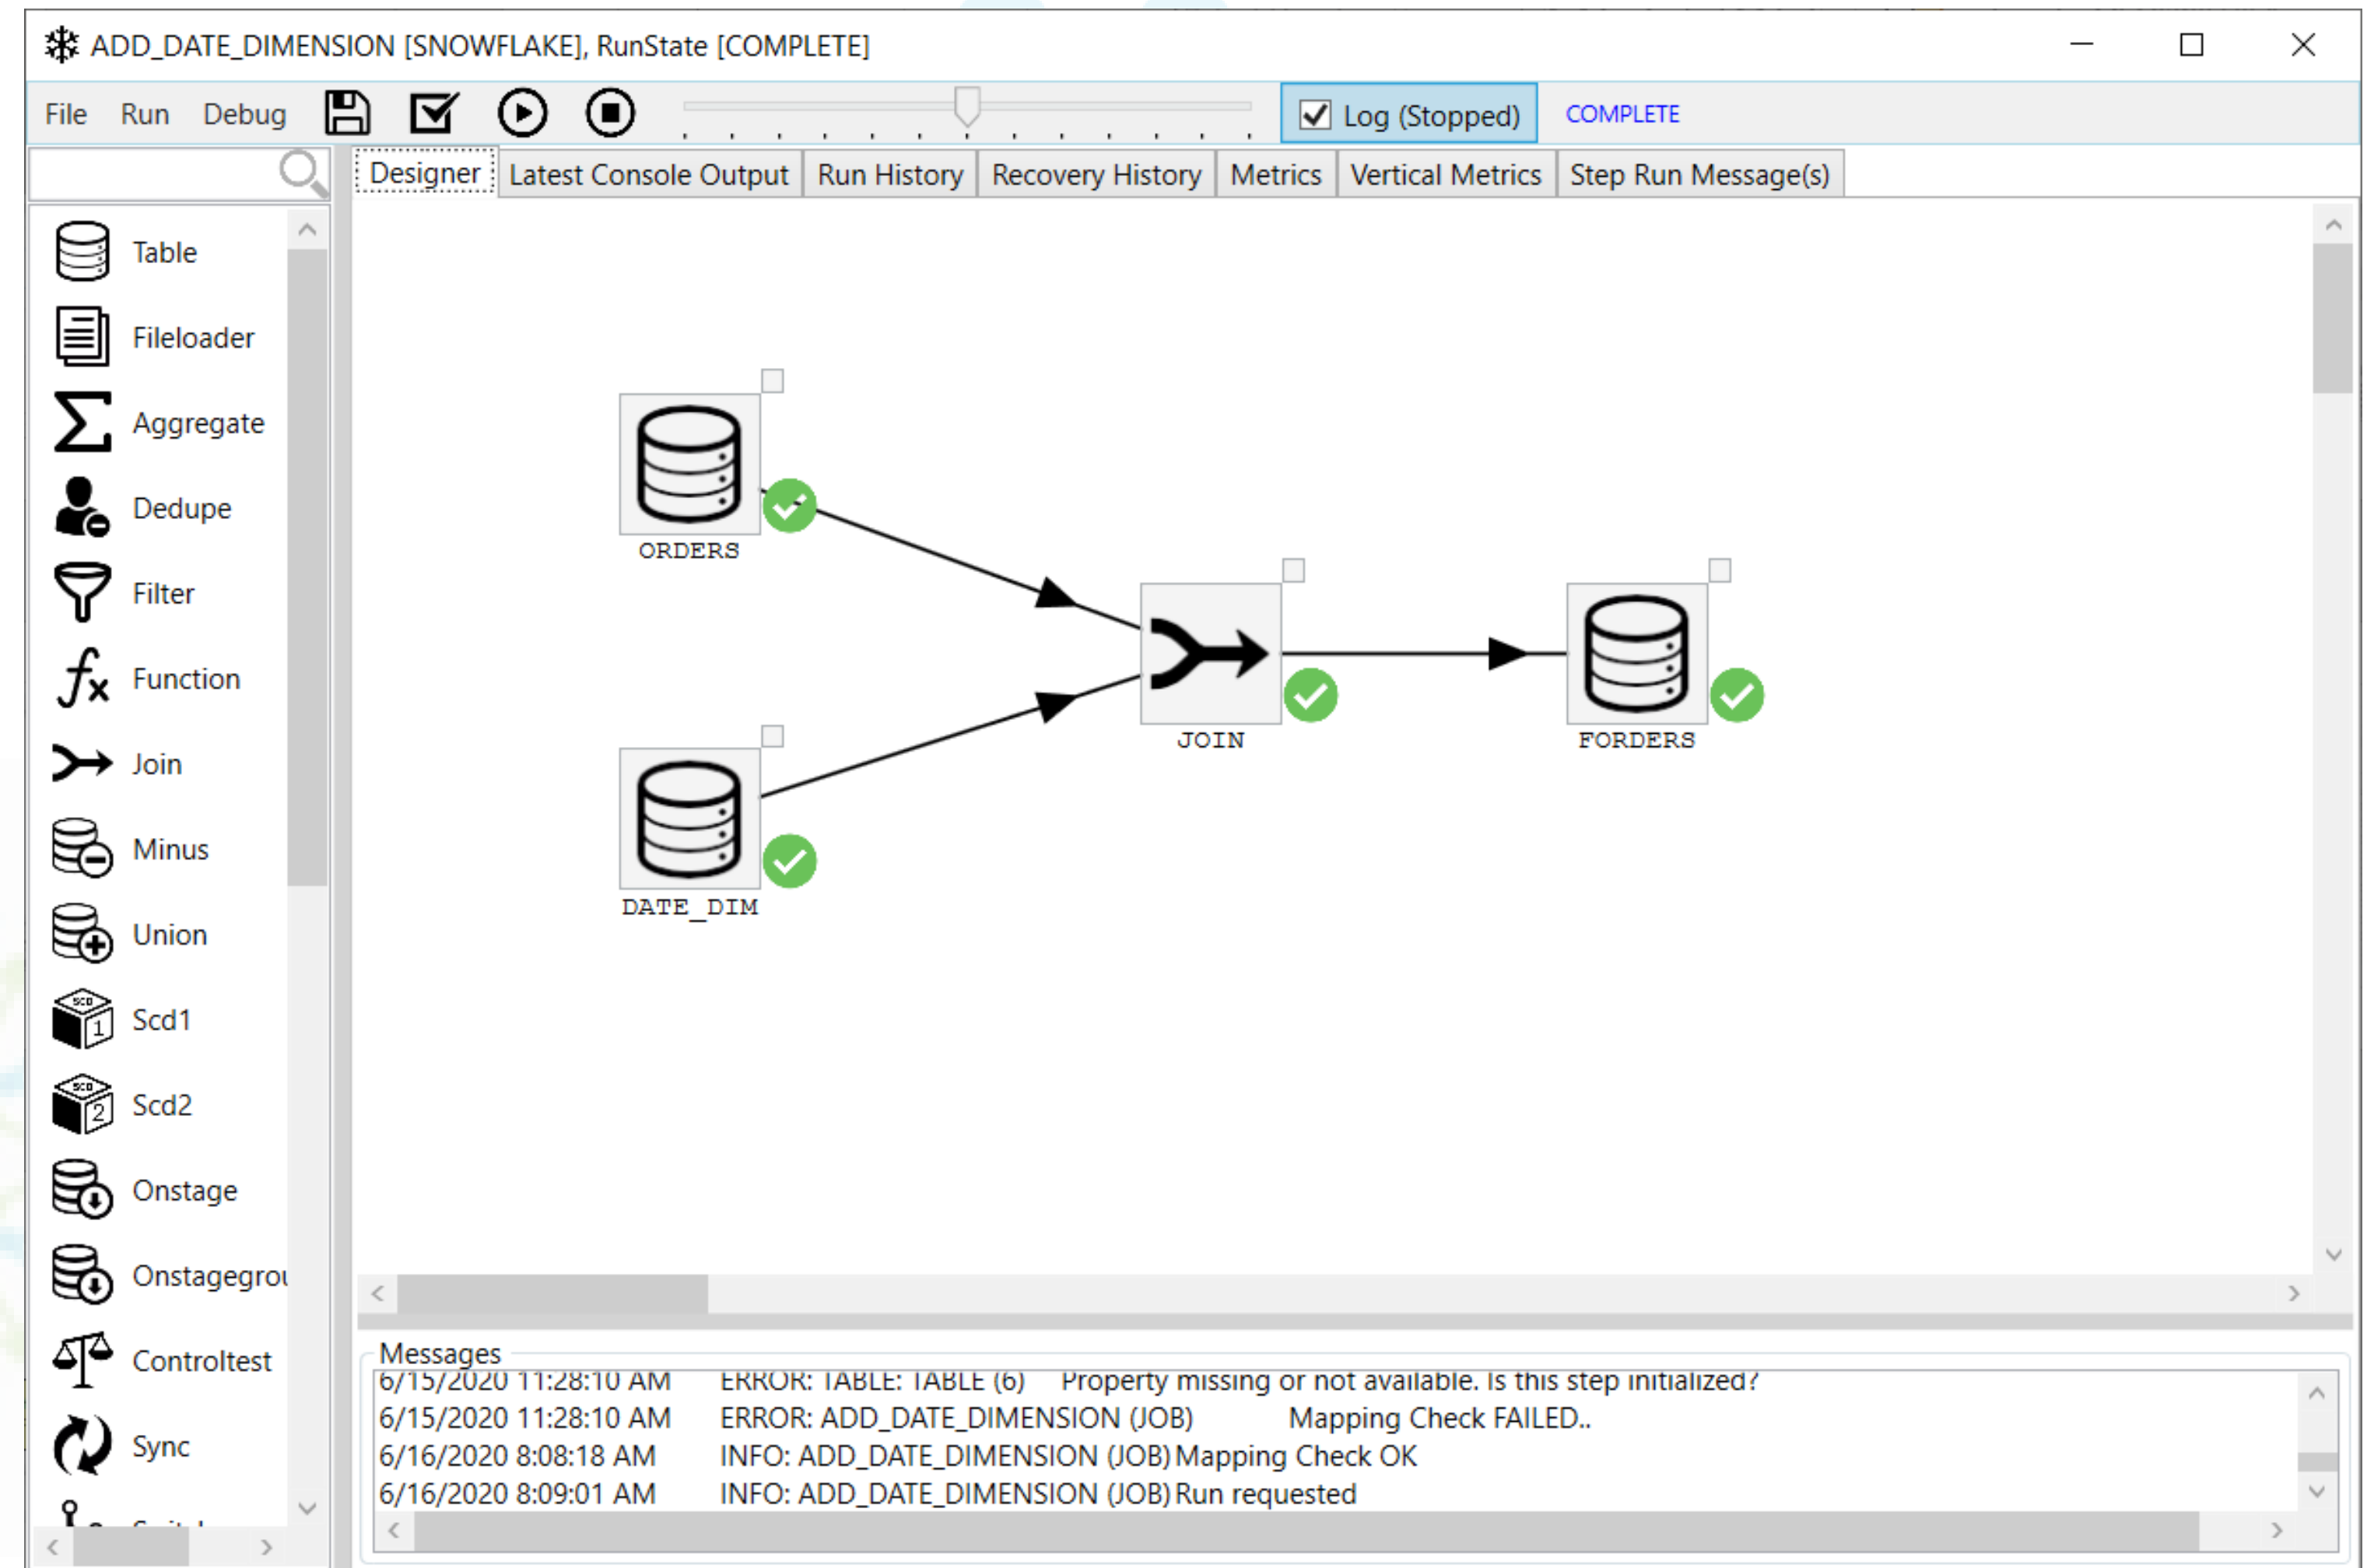 ADD_DATE_DIMENSION [SNOWFLAKE], RunState [COMPLETE]
File Run Debug Log (Stopped) COMPLETE
Designer Latest Console Output Run History Recovery History Metrics Vertical Metrics Step Run Message(s)
Table
Fileloader
Aggregate
Dedupe
Filter
Function
Join
Minus
Union
SCD 1 Scd1
SCD 2 Scd2
Onstage
Onstagegrou
Controltest
Sync
ORDERS
JOIN
FORDERS
DATE_DIM
Messages
6/15/2020 11:28:10 AM ERROR: TABLE: TABLE (6) Property missing or not available. Is this step initialized?
6/15/2020 11:28:10 AM ERROR: ADD_DATE_DIMENSION (JOB) Mapping Check FAILED..
6/16/2020 8:08:18 AM INFO: ADD_DATE_DIMENSION (JOB) Mapping Check OK
6/16/2020 8:09:01 AM INFO: ADD_DATE_DIMENSION (JOB) Run requested